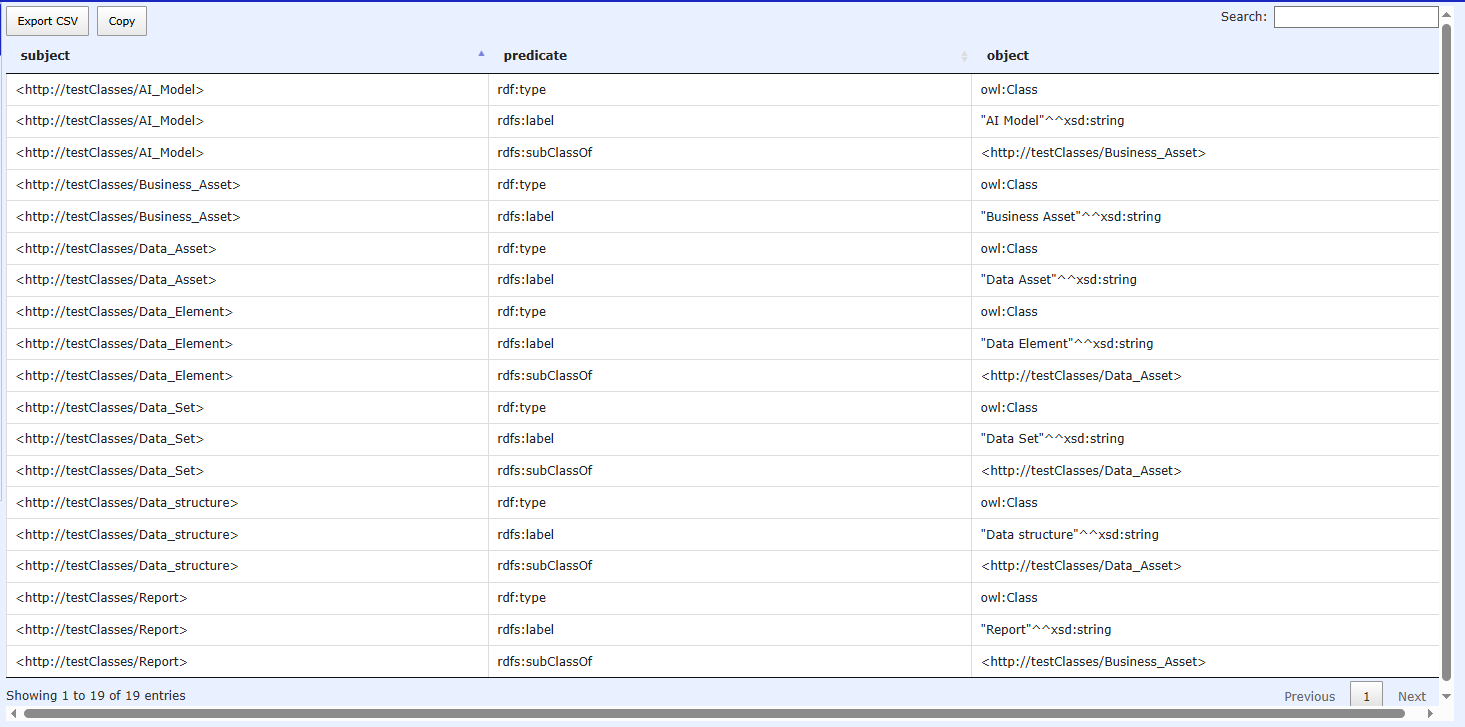 Export CSV Copy Search:
subject predicate object
<http://testClasses/AI_Model> rdf:type owl:Class
<http://testClasses/AI_Model> rdfs:label "AI Model"^^xsd:string
<http://testClasses/AI_Model> rdfs:subClassOf <http://testClasses/Business_Asset>
<http://testClasses/Business_Asset> rdf:type owl:Class
<http://testClasses/Business_Asset> rdfs:label "Business Asset"^^xsd:string
<http://testClasses/Data_Asset> rdf:type owl:Class
<http://testClasses/Data_Asset> rdfs:label "Data Asset"^^xsd:string
<http://testClasses/Data_Element> rdf:type owl:Class
<http://testClasses/Data_Element> rdfs:label "Data Element"^^xsd:string
<http://testClasses/Data_Element> rdfs:subClassOf <http://testClasses/Data_Asset>
<http://testClasses/Data_Set> rdf:type owl:Class
<http://testClasses/Data_Set> rdfs:label "Data Set"^^xsd:string
<http://testClasses/Data_Set> rdfs:subClassOf <http://testClasses/Data_Asset>
<http://testClasses/Data_structure> rdf:type owl:Class
<http://testClasses/Data_structure> rdfs:label "Data structure"^^xsd:string
<http://testClasses/Data_structure> rdfs:subClassOf <http://testClasses/Data_Asset>
<http://testClasses/Report> rdf:type owl:Class
<http://testClasses/Report> rdfs:label "Report"^^xsd:string
<http://testClasses/Report> rdfs:subClassOf <http://testClasses/Business_Asset>
Showing 1 to 19 of 19 entries Previous 1 Next